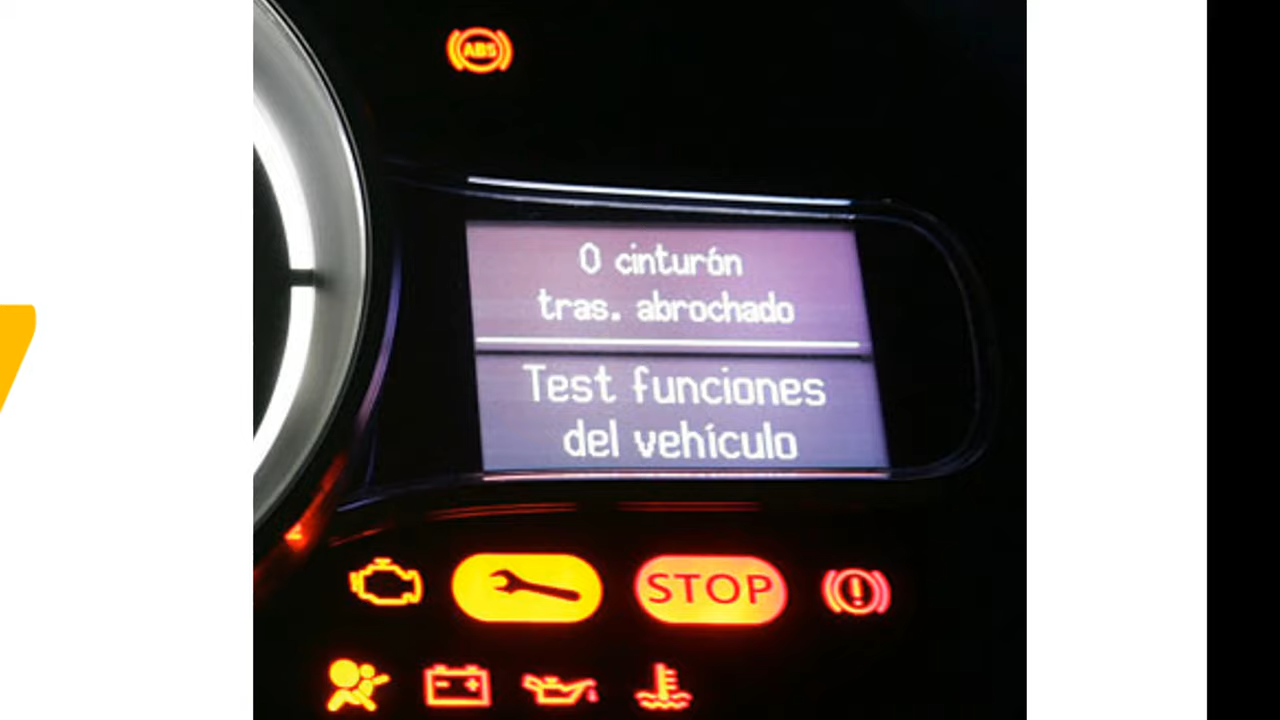 ABS
0 cinturón
tras. abrochado
Test funciones
del vehículo
STOP